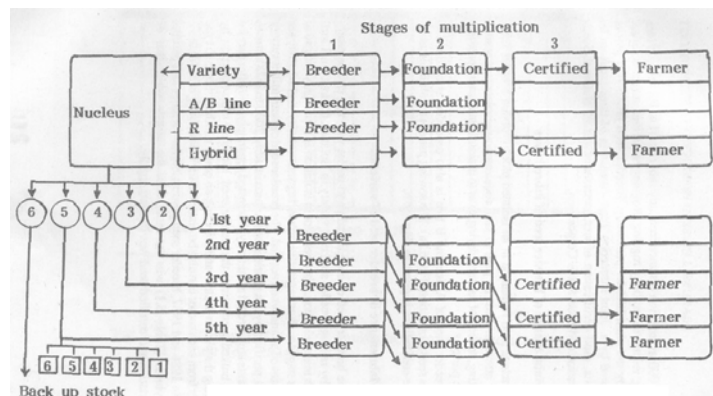 Stages of multiplication
1 2 3
Variety Breeder Foundation Certified Farmer
A/B line Breeder Foundation
Nucleus
R line Breeder Foundation
Hybrid Certified Farmer
6 5 4 3 2 1
1st year
Breeder
2nd year
Breeder Foundation
3rd year
Breeder Foundation Certified Farmer
4th year
Breeder Foundation Certified Farmer
5th year
Breeder Foundation Certified Farmer
6 5 4 3 2 1
Back up stock